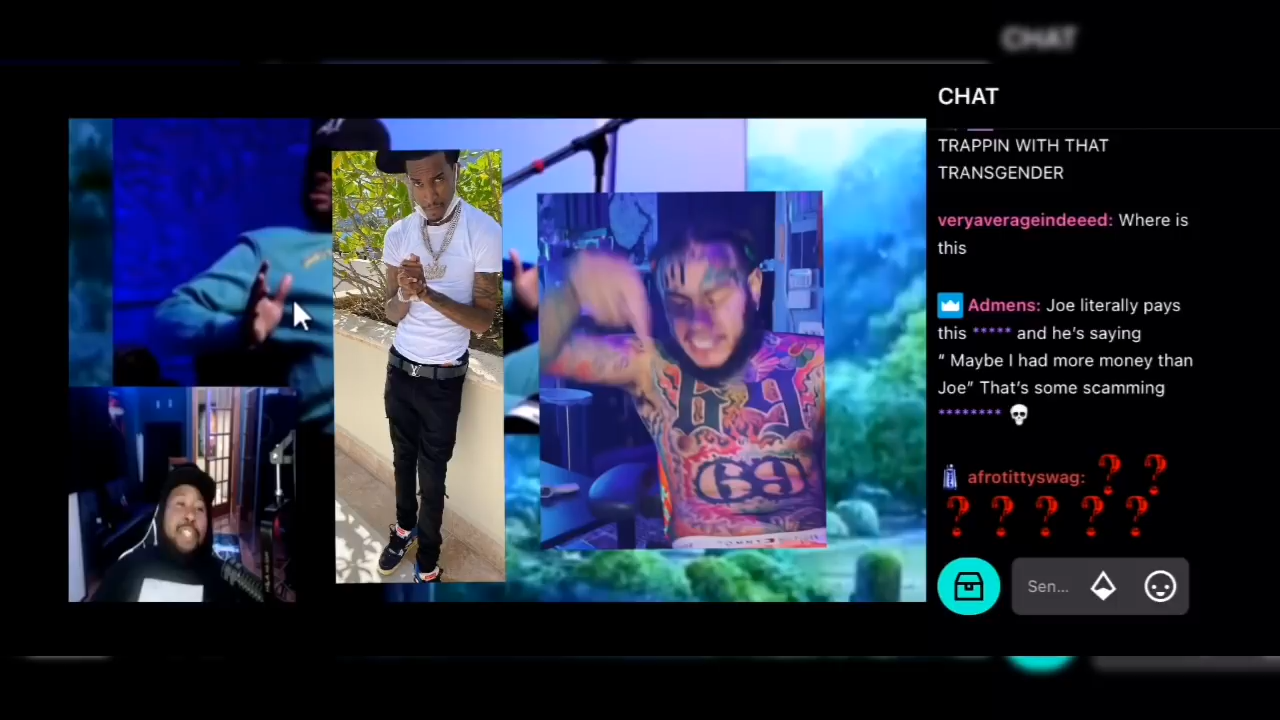 CHAT
CHAT
TRAPPIN WITH THAT
TRANSGENDER
veryaverageindeeed: Where is
this
Admens: Joe literally pays
this ***** and he's saying
“ Maybe I had more money than
Joe” That's some scamming
********
afrotittyswag: ? ?
? ? ? ? ?
Sen...
69
69
LV